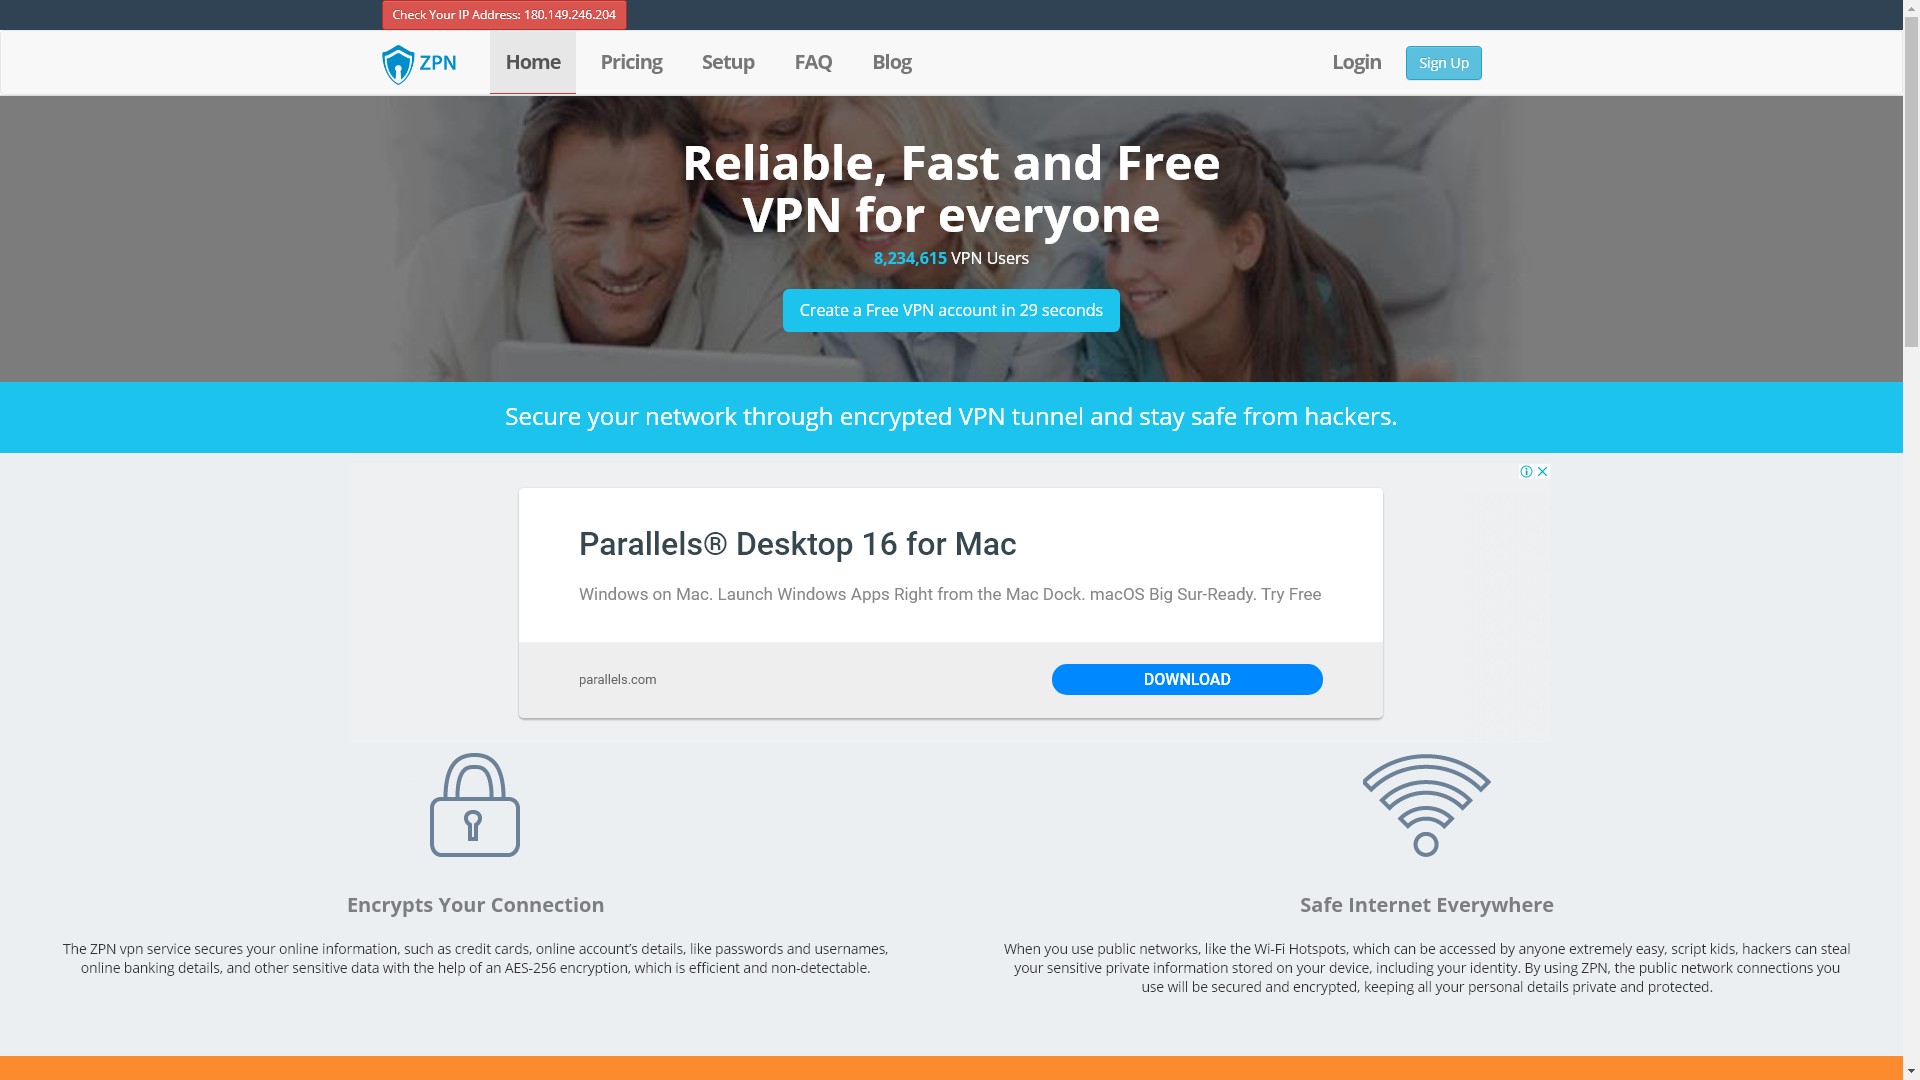 Check Your IP Address: 180.149.246.204
ZPN
Home
Pricing
Setup
FAQ
Blog
Login
Sign Up
Reliable, Fast and Free
VPN for everyone
8,234,615 VPN Users
Create a Free VPN account in 29 seconds
Secure your network through encrypted VPN tunnel and stay safe from hackers.
Parallels® Desktop 16 for Mac
Windows on Mac. Launch Windows Apps Right from the Mac Dock. macOS Big Sur-Ready. Try Free
parallels.com
DOWNLOAD
Encrypts Your Connection
The ZPN vpn service secures your online information, such as credit cards, online account's details, like passwords and usernames,
online banking details, and other sensitive data with the help of an AES-256 encryption, which is efficient and non-detectable.
Safe Internet Everywhere
When you use public networks, like the Wi-Fi Hotspots, which can be accessed by anyone extremely easy, script kids, hackers can steal
your sensitive private information stored on your device, including your identity. By using ZPN, the public network connections you
use will be secured and encrypted, keeping all your personal details private and protected.